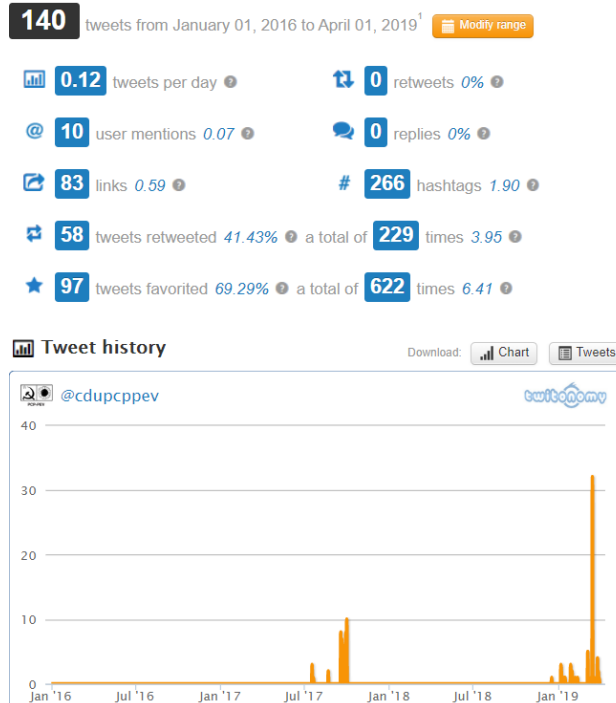 140 tweets from January 01, 2016 to April 01, 2019¹ Modify range
0.12 tweets per day ? 0 retweets 0% ?
@ 10 user mentions 0.07 ? 0 replies 0% ?
83 links 0.59 ? # 266 hashtags 1.90 ?
58 tweets retweeted 41.43% ? a total of 229 times 3.95 ?
97 tweets favorited 69.29% ? a total of 622 times 6.41 ?
Tweet history Download: Chart Tweets
@cdupcppev twitonomy
40
30
20
10
0
Jan '16 Jul '16 Jan '17 Jul '17 Jan '18 Jul '18 Jan '19